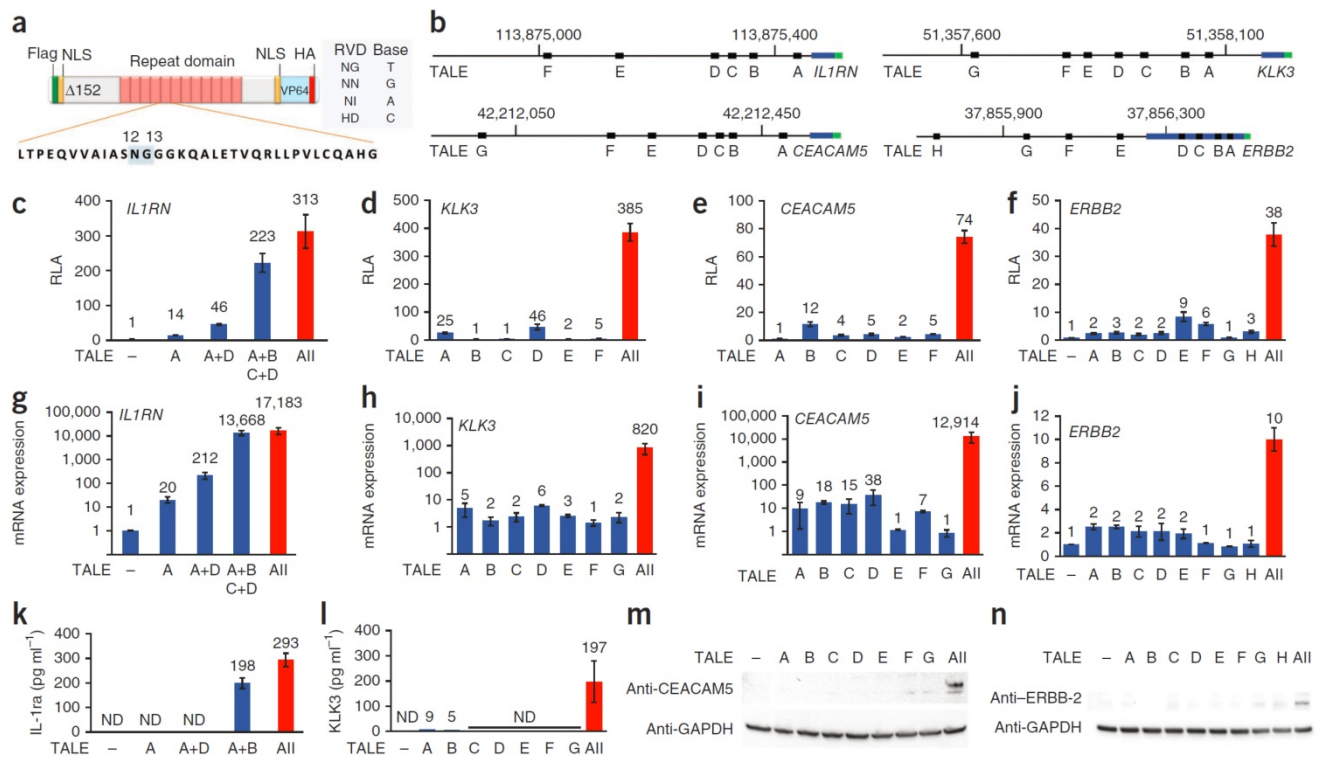 a
Flag NLS Repeat domain NLS HA
Δ152 VP64
RVD Base
NG T
NN G
NI A
HD C
12 13
LTPEQVVAIASNGGGKQALETVQRLLPVLCQAHG
b
113,875,000 113,875,400
TALE F E D C B A IL1RN
51,357,600 51,358,100
TALE G F E D C B A KLK3
42,212,050 42,212,450
TALE G F E D C B A CEACAM5
37,855,900 37,856,300
TALE H G F E D C B A ERBB2
c
IL1RN
RLA
400
300
200
100
0
1 14 46 223 313
TALE – A A+D A+B All
C+D
d
KLK3
RLA
500
400
300
200
100
0
25 1 1 46 2 5 385
TALE A B C D E F All
e
CEACAM5
RLA
100
80
60
40
20
0
1 12 4 5 2 5 74
TALE A B C D E F All
f
ERBB2
RLA
50
40
30
20
10
0
1 2 3 2 2 9 6 1 3 38
TALE – A B C D E F G H All
g
IL1RN
mRNA expression
100,000
10,000
1,000
100
10
1
1 20 212 13,668 17,183
TALE – A A+D A+B All
C+D
h
KLK3
mRNA expression
10,000
1,000
100
10
1
5 2 2 6 3 1 2 820
TALE A B C D E F G All
i
CEACAM5
mRNA expression
100,000
10,000
1,000
100
10
1
9 18 15 38 1 7 1 12,914
TALE A B C D E F G All
j
ERBB2
mRNA expression
12
10
8
6
4
2
0
1 2 2 2 2 2 1 1 1 10
TALE – A B C D E F G H All
k
IL-1ra (pg ml–1)
400
300
200
100
0
ND ND ND 198 293
TALE – A A+D A+B All
l
KLK3 (pg ml–1)
400
300
200
100
0
ND 9 5 ND 197
TALE – A B C D E F G All
m
TALE – A B C D E F G All
Anti-CEACAM5
Anti-GAPDH
n
TALE – A B C D E F G H All
Anti–ERBB-2
Anti-GAPDH